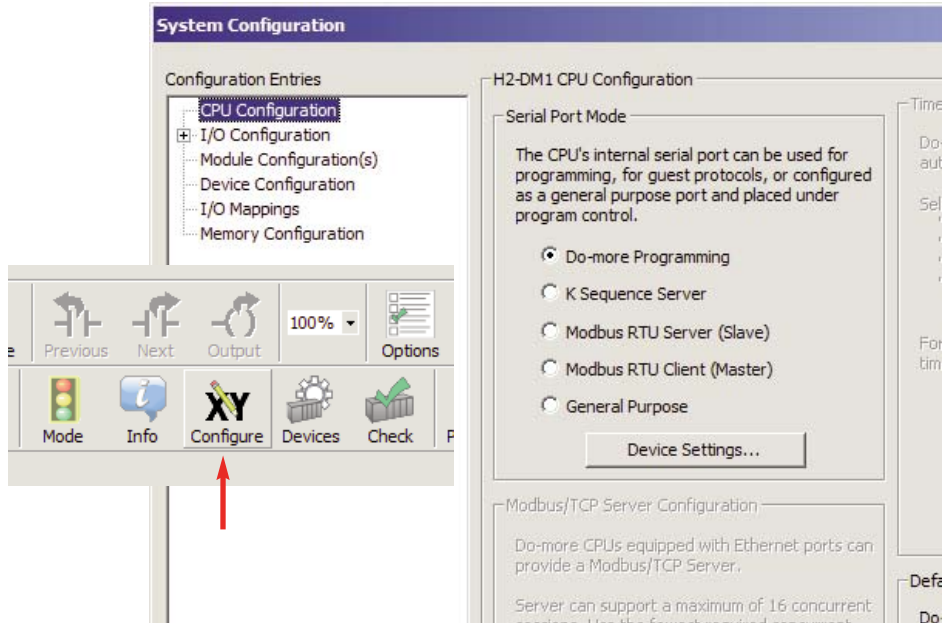 System Configuration
Configuration Entries
CPU Configuration
I/O Configuration
Module Configuration(s)
Device Configuration
I/O Mappings
Memory Configuration
Previous
Next
Output
100%
Options
Mode
Info
XY
Configure
Devices
Check
H2-DM1 CPU Configuration
Serial Port Mode
The CPU's internal serial port can be used for
programming, for guest protocols, or configured
as a general purpose port and placed under
program control.
Do-more Programming
K Sequence Server
Modbus RTU Server (Slave)
Modbus RTU Client (Master)
General Purpose
Device Settings...
Modbus/TCP Server Configuration
Do-more CPUs equipped with Ethernet ports can
provide a Modbus/TCP Server.
Server can support a maximum of 16 concurrent